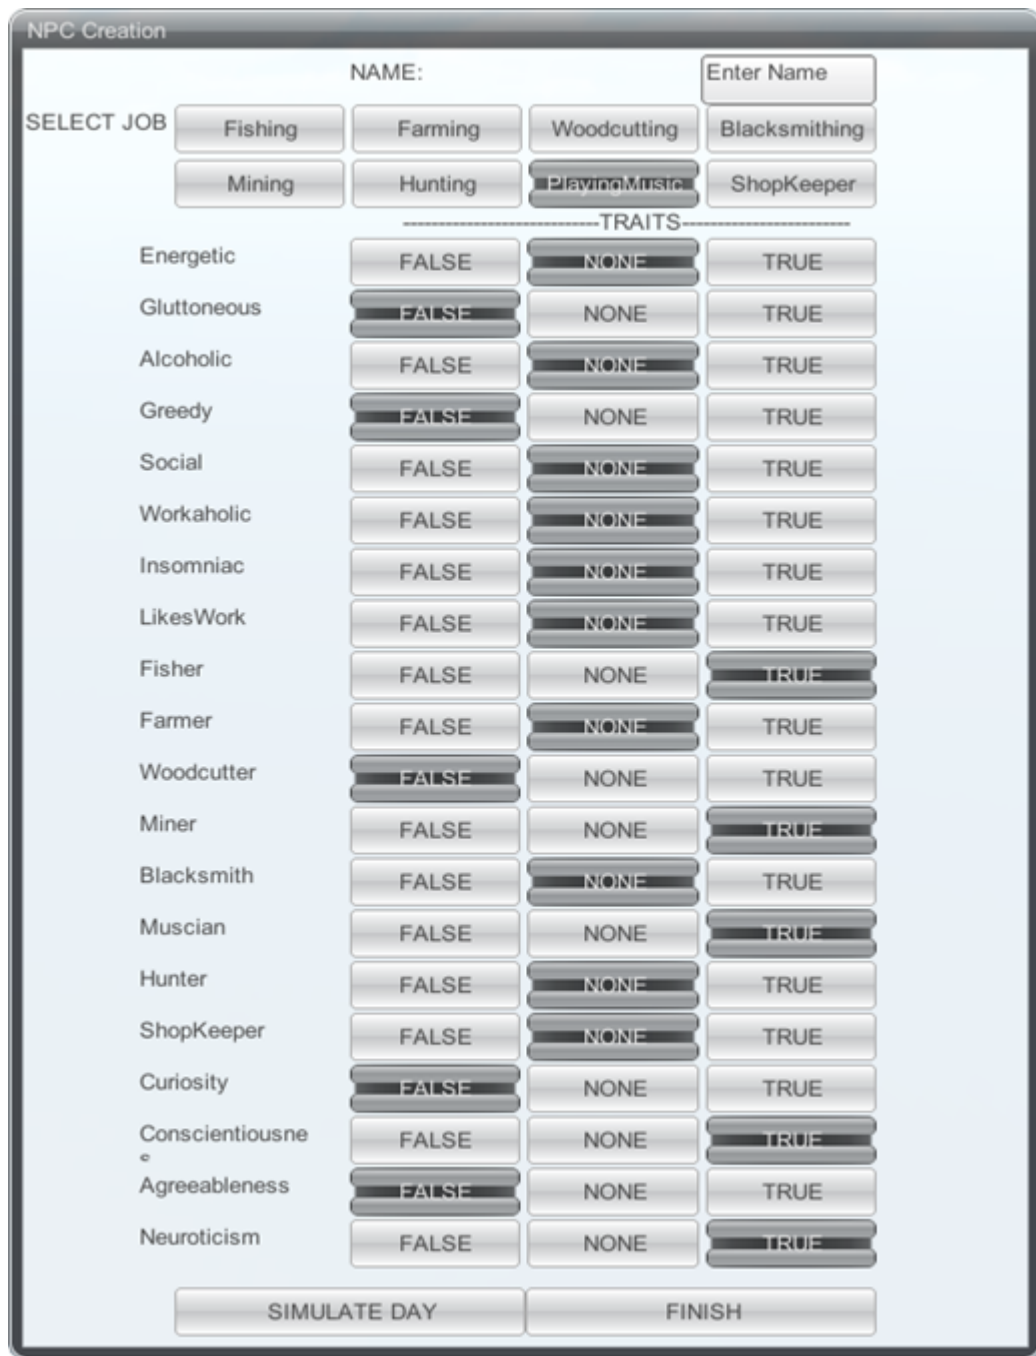 NPC Creation
NAME: Enter Name
SELECT JOB Fishing Farming Woodcutting Blacksmithing
Mining Hunting PlayingMusic ShopKeeper
-----------------------------TRAITS-------------------------
Energetic FALSE NONE TRUE
Gluttoneous FALSE NONE TRUE
Alcoholic FALSE NONE TRUE
Greedy FALSE NONE TRUE
Social FALSE NONE TRUE
Workaholic FALSE NONE TRUE
Insomniac FALSE NONE TRUE
LikesWork FALSE NONE TRUE
Fisher FALSE NONE TRUE
Farmer FALSE NONE TRUE
Woodcutter FALSE NONE TRUE
Miner FALSE NONE TRUE
Blacksmith FALSE NONE TRUE
Muscian FALSE NONE TRUE
Hunter FALSE NONE TRUE
ShopKeeper FALSE NONE TRUE
Curiosity FALSE NONE TRUE
Conscientiousne FALSE NONE TRUE
Agreeableness FALSE NONE TRUE
Neuroticism FALSE NONE TRUE
SIMULATE DAY FINISH